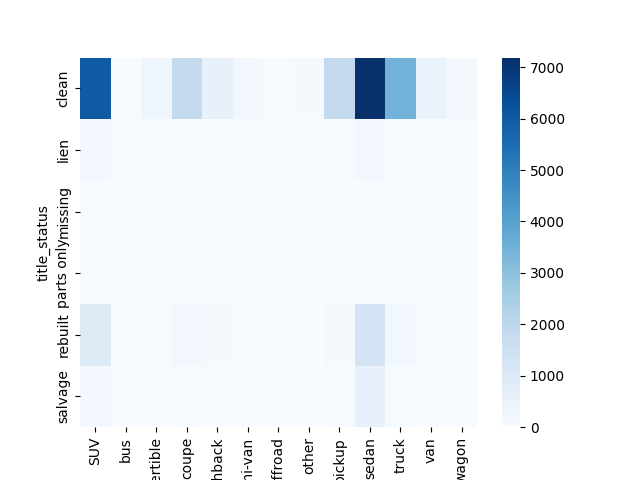 title_status
clean
lien
missing
parts only
rebuilt
salvage
SUV
bus
ertible
coupe
hback
ni-van
ffroad
other
pickup
sedan
truck
van
wagon
7000
6000
5000
4000
3000
2000
1000
0